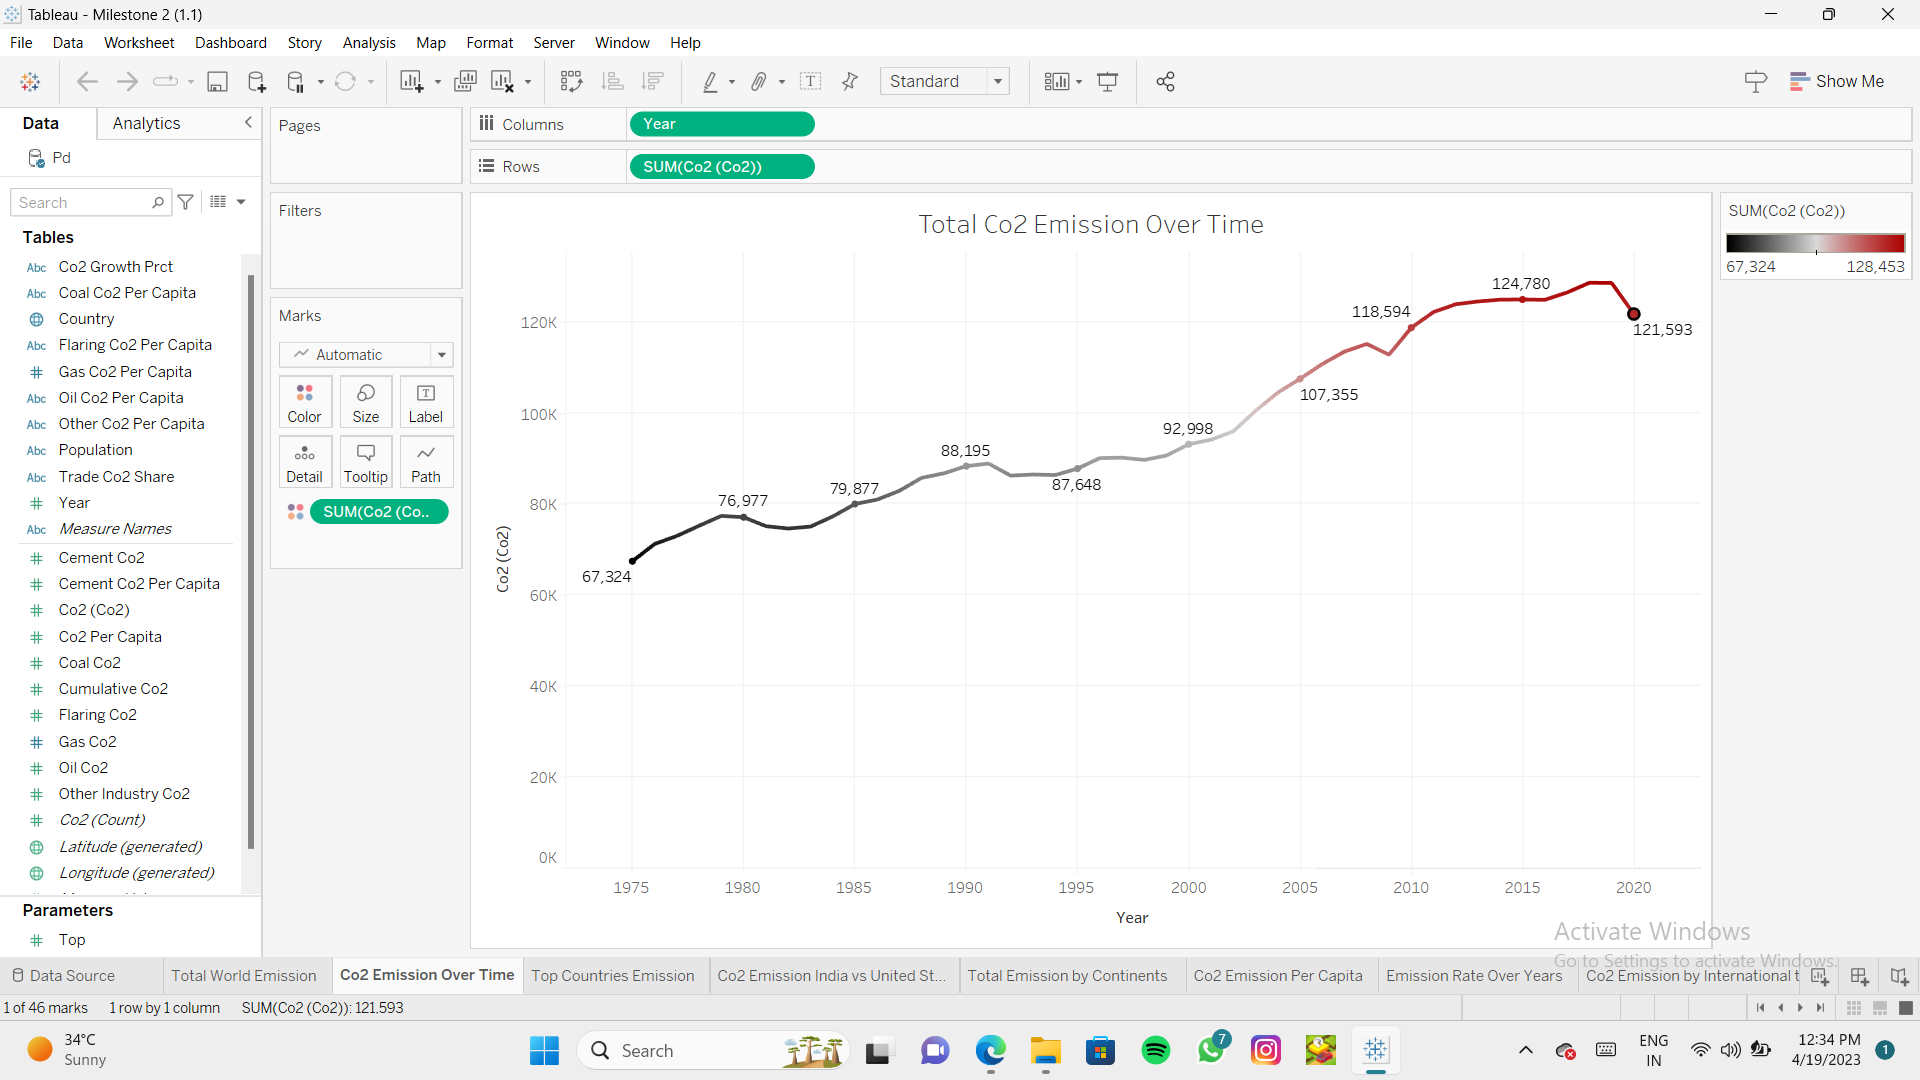 Tableau - Milestone 2 (1.1)
File Data Worksheet Dashboard Story Analysis Map Format Server Window Help
Standard
Show Me
Data Analytics
Pd
Search
Tables
Abc Co2 Growth Prct
Abc Coal Co2 Per Capita
Country
Abc Flaring Co2 Per Capita
Gas Co2 Per Capita
Abc Oil Co2 Per Capita
Abc Other Co2 Per Capita
Abc Population
Abc Trade Co2 Share
Year
Abc Measure Names
Cement Co2
Cement Co2 Per Capita
Co2 (Co2)
Co2 Per Capita
Coal Co2
Cumulative Co2
Flaring Co2
Gas Co2
Oil Co2
Other Industry Co2
Co2 (Count)
Latitude (generated)
Longitude (generated)
Parameters
Top
Pages
Filters
Marks
Automatic
Color Size Label
Detail Tooltip Path
SUM(Co2 (Co..
Columns Year
Rows SUM(Co2 (Co2))
Total Co2 Emission Over Time
Co2 (Co2)
120K
100K
80K
60K
40K
20K
0K
67,324
76,977
79,877
88,195
87,648
92,998
107,355
118,594
124,780
121,593
1975 1980 1985 1990 1995 2000 2005 2010 2015 2020
Year
SUM(Co2 (Co2))
67,324 128,453
Activate Windows
Go to Settings to activate Windows.
Data Source Total World Emission Co2 Emission Over Time Top Countries Emission Co2 Emission India vs United St... Total Emission by Continents Co2 Emission Per Capita Emission Rate Over Years Co2 Emission by International t
1 of 46 marks 1 row by 1 column SUM(Co2 (Co2)): 121,593
34°C
Sunny
Search
7
ENG
IN
12:34 PM
4/19/2023
1